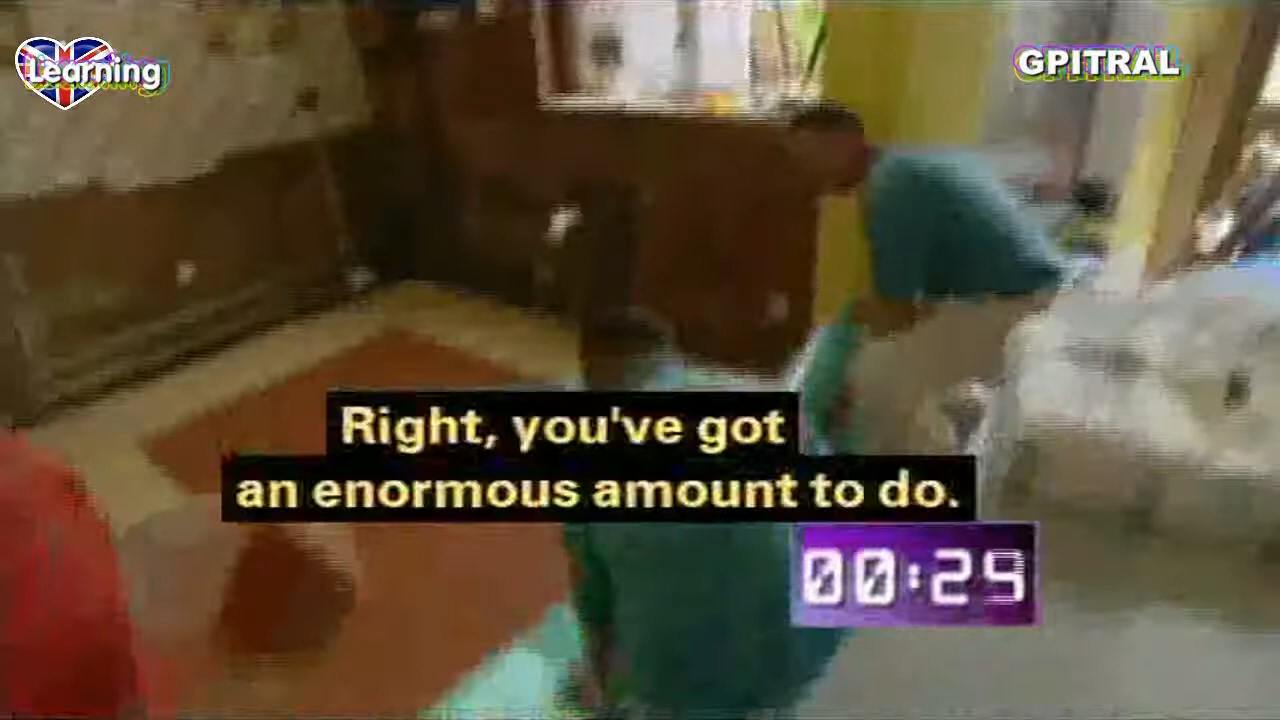 Learning
GPITRAL
Right, you've got
an enormous amount to do.
00:29